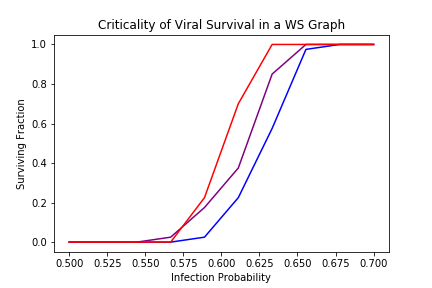 Criticality of Viral Survival in a WS Graph
Surviving Fraction
1.0
0.8
0.6
0.4
0.2
0.0
0.500 0.525 0.550 0.575 0.600 0.625 0.650 0.675 0.700
Infection Probability